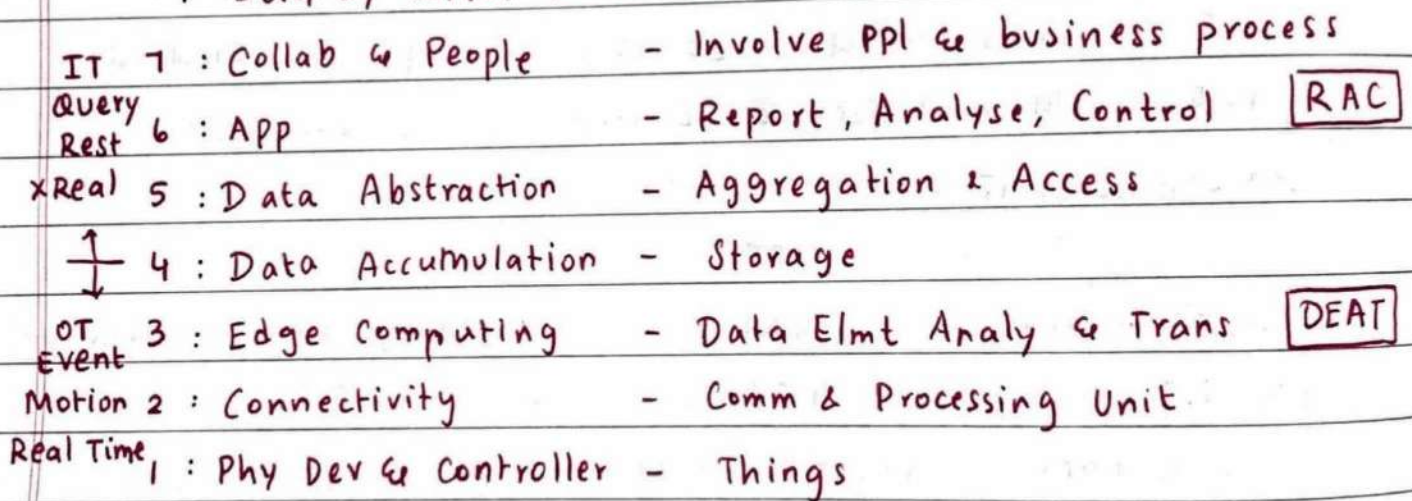 IT 7 : Collab & People - Involve ppl & business process
Query
Rest 6 : App - Report, Analyse, Control RAC
xReal 5 : Data Abstraction - Aggregation & Access
4 : Data Accumulation - Storage
OT 3 : Edge Computing - Data Elmt Analy & Trans DEAT
Event
Motion 2 : Connectivity - Comm & Processing Unit
Real Time 1 : Phy Dev & Controller - Things